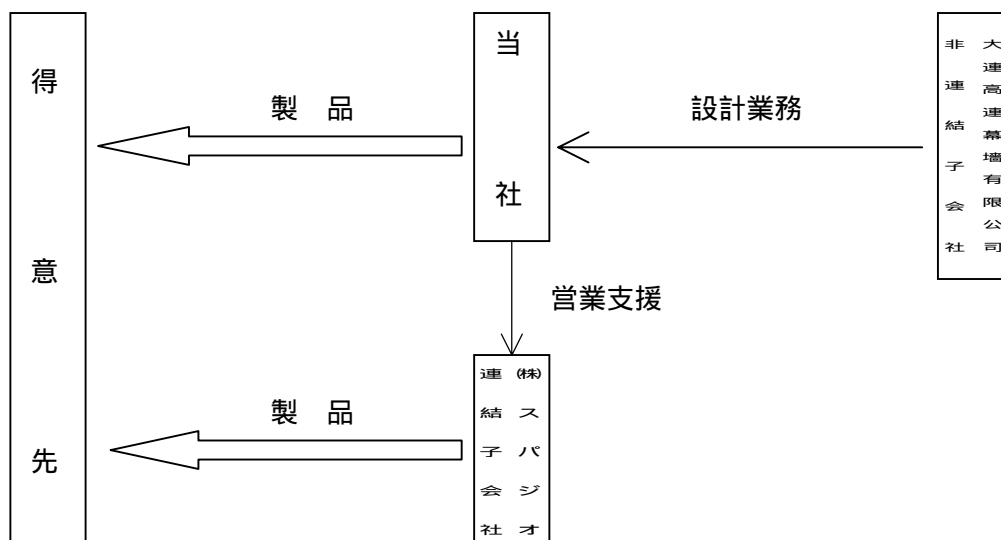 得意先
製品
当社
設計業務
非連結子会社
大連高連幕墻有限公司
営業支援
製品
連結子会社
㈱スパジオ